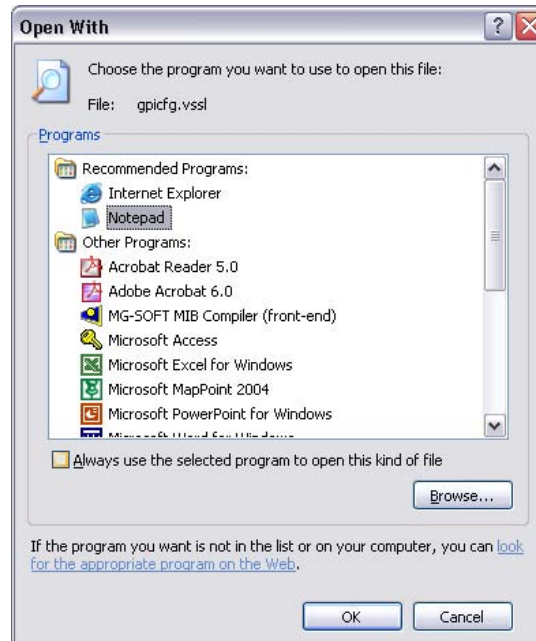 Open With
Choose the program you want to use to open this file:
File: gpicfg.vssl
Programs
Recommended Programs:
Internet Explorer
Notepad
Other Programs:
Acrobat Reader 5.0
Adobe Acrobat 6.0
MG-SOFT MIB Compiler (front-end)
Microsoft Access
Microsoft Excel for Windows
Microsoft MapPoint 2004
Microsoft PowerPoint for Windows
Microsoft Word for Windows
Always use the selected program to open this kind of file
Browse...
If the program you want is not in the list or on your computer, you can look
for the appropriate program on the Web.
OK Cancel